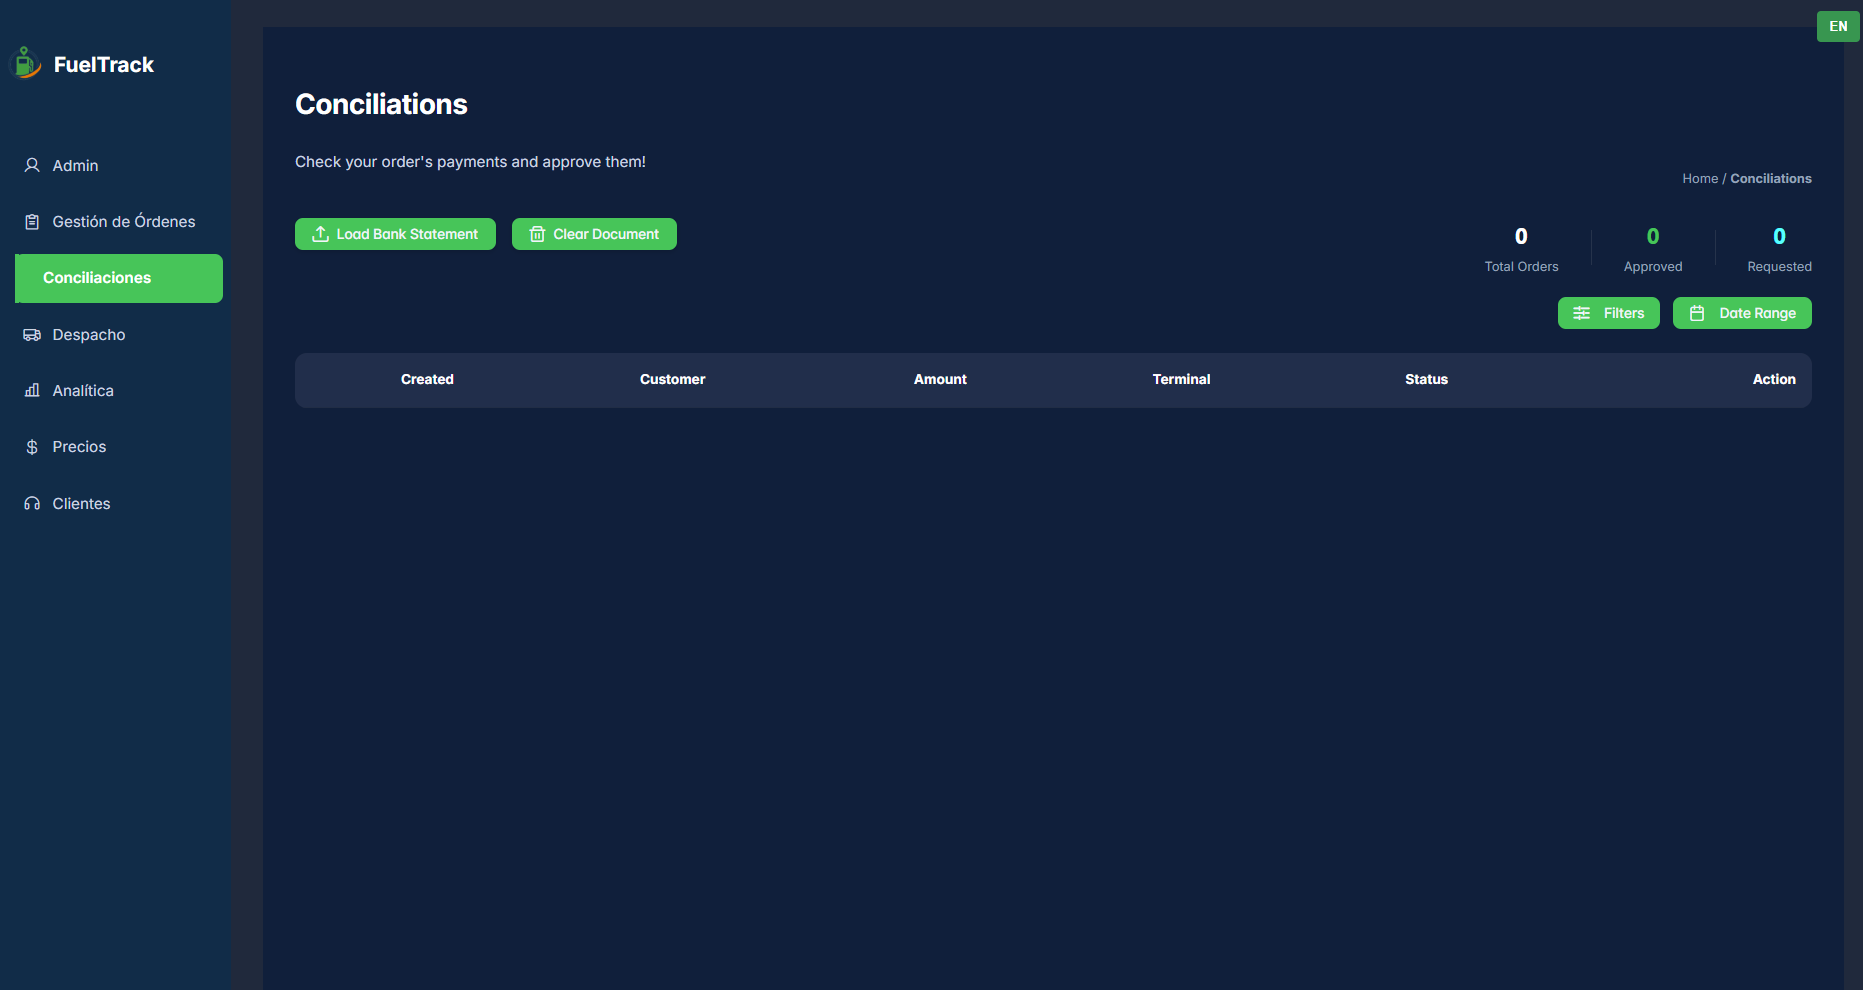 EN
FuelTrack
Admin
Gestión de Órdenes
Conciliaciones
Despacho
Analítica
Precios
Clientes
Conciliations
Check your order's payments and approve them!
Home / Conciliations
Load Bank Statement
Clear Document
0
Total Orders
0
Approved
0
Requested
Filters
Date Range
Created Customer Amount Terminal Status Action